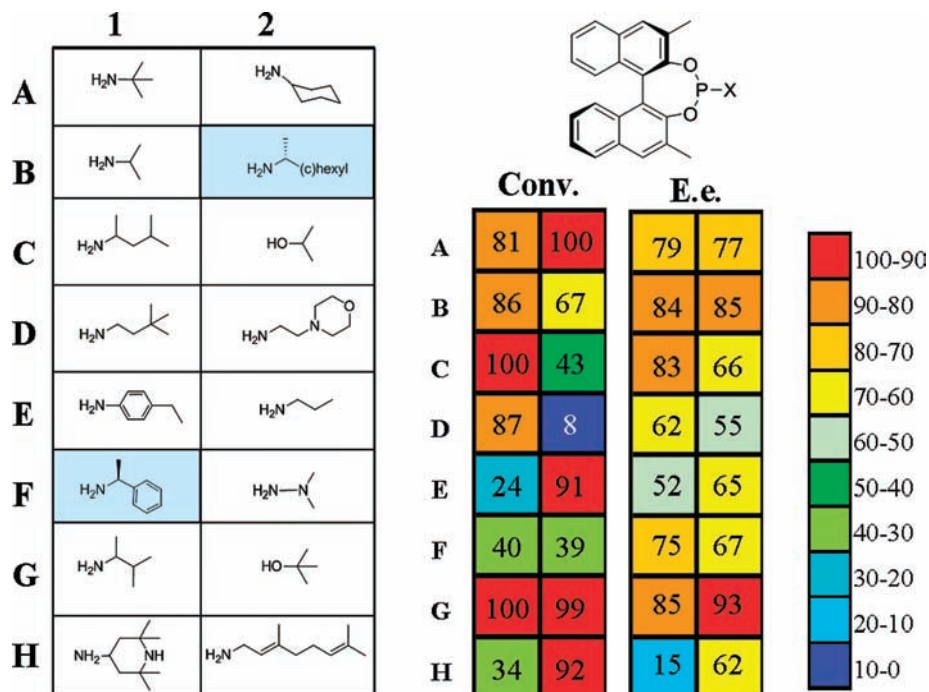 1 2
A H₂N H₂N
B H₂N H₂N (c)hexyl
C H₂N HO
D H₂N H₂N N O
E H₂N H₂N
F H₂N H₂N N
G H₂N HO
H NH₂ NH H₂N
O
P–X
O
Conv. E.e.
A 81 100 79 77
B 86 67 84 85
C 100 43 83 66
D 87 8 62 55
E 24 91 52 65
F 40 39 75 67
G 100 99 85 93
H 34 92 15 62
100-90
90-80
80-70
70-60
60-50
50-40
40-30
30-20
20-10
10-0